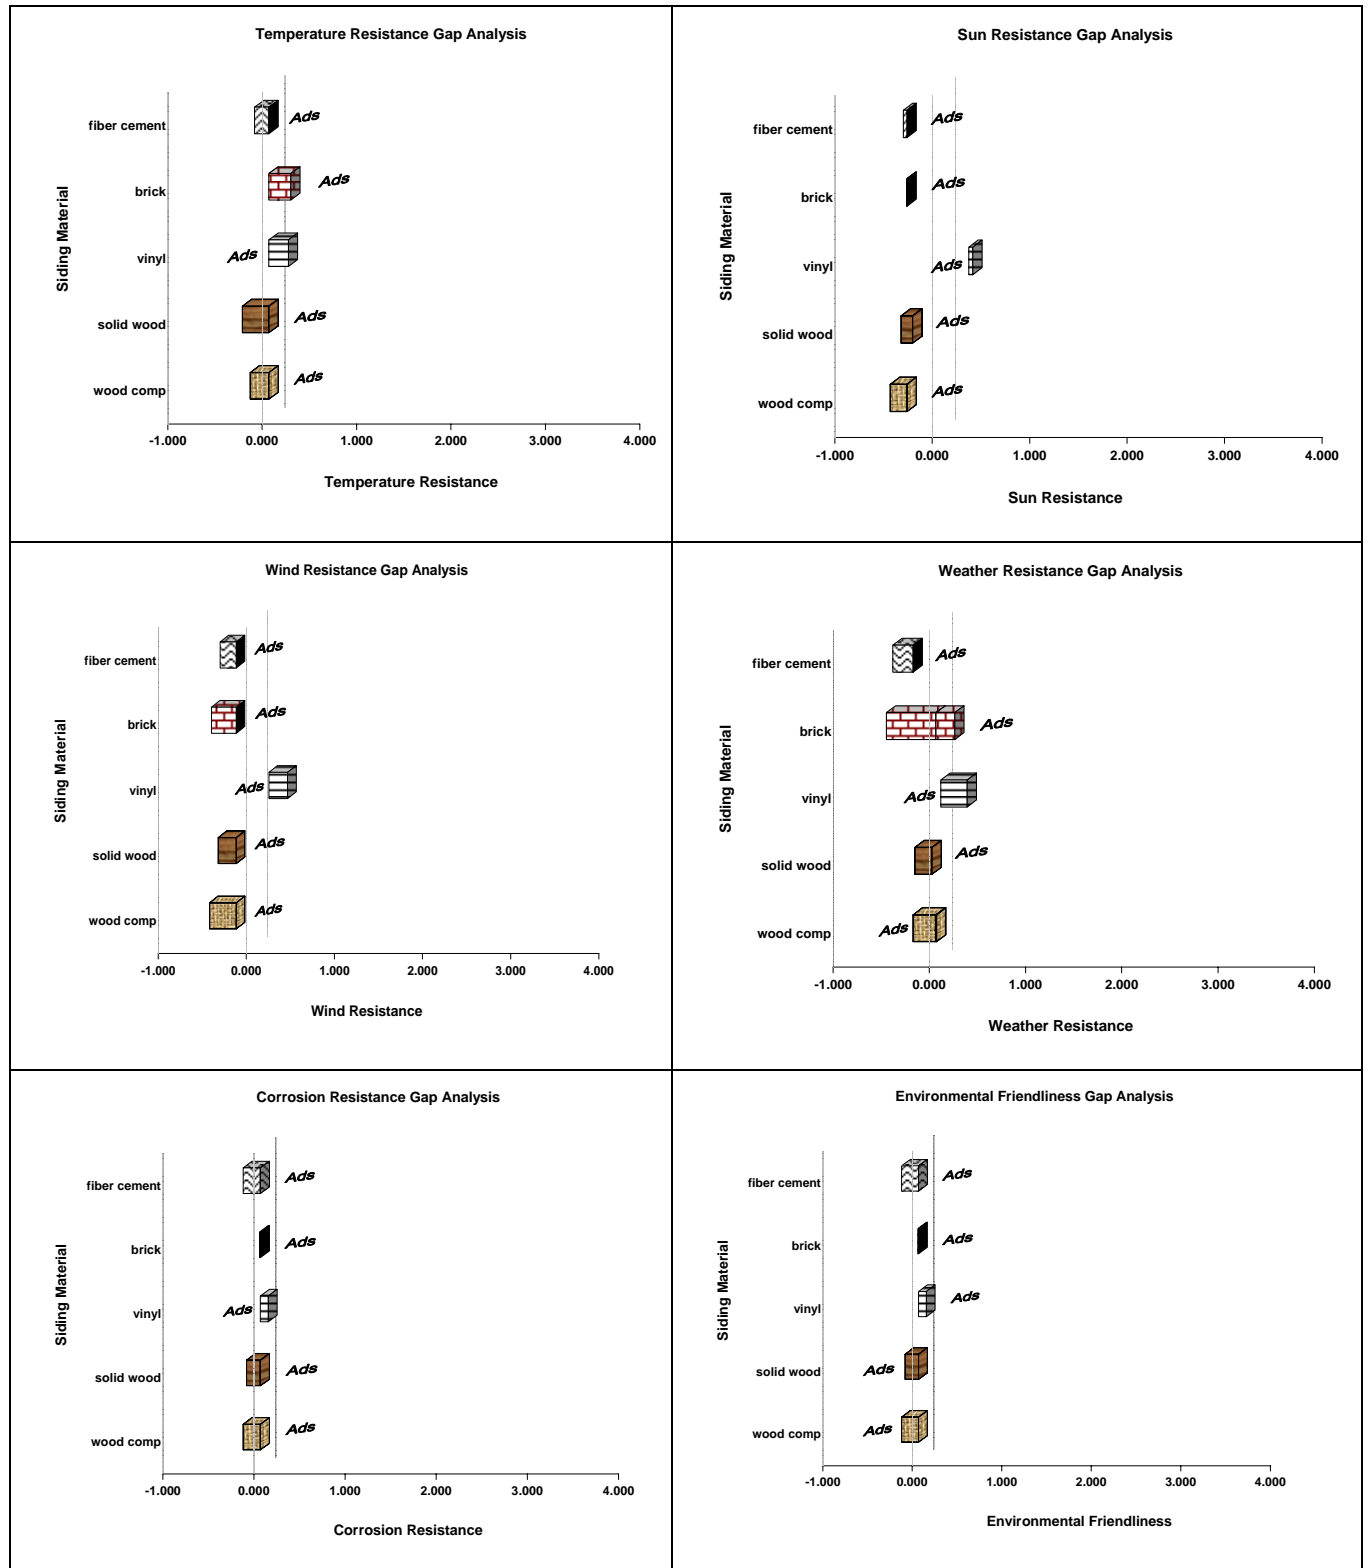 Temperature Resistance Gap Analysis
Siding Material
fiber cement
Ads
brick
Ads
vinyl
Ads
solid wood
Ads
wood comp
Ads
-1.000 0.000 1.000 2.000 3.000 4.000
Temperature Resistance
Sun Resistance Gap Analysis
Siding Material
fiber cement
Ads
brick
Ads
vinyl
Ads
solid wood
Ads
wood comp
Ads
-1.000 0.000 1.000 2.000 3.000 4.000
Sun Resistance
Wind Resistance Gap Analysis
Siding Material
fiber cement
Ads
brick
Ads
vinyl
Ads
solid wood
Ads
wood comp
Ads
-1.000 0.000 1.000 2.000 3.000 4.000
Wind Resistance
Weather Resistance Gap Analysis
Siding Material
fiber cement
Ads
brick
Ads
vinyl
Ads
solid wood
Ads
wood comp
Ads
-1.000 0.000 1.000 2.000 3.000 4.000
Weather Resistance
Corrosion Resistance Gap Analysis
Siding Material
fiber cement
Ads
brick
Ads
vinyl
Ads
solid wood
Ads
wood comp
Ads
-1.000 0.000 1.000 2.000 3.000 4.000
Corrosion Resistance
Environmental Friendliness Gap Analysis
Siding Material
fiber cement
Ads
brick
Ads
vinyl
Ads
solid wood
Ads
wood comp
Ads
-1.000 0.000 1.000 2.000 3.000 4.000
Environmental Friendliness